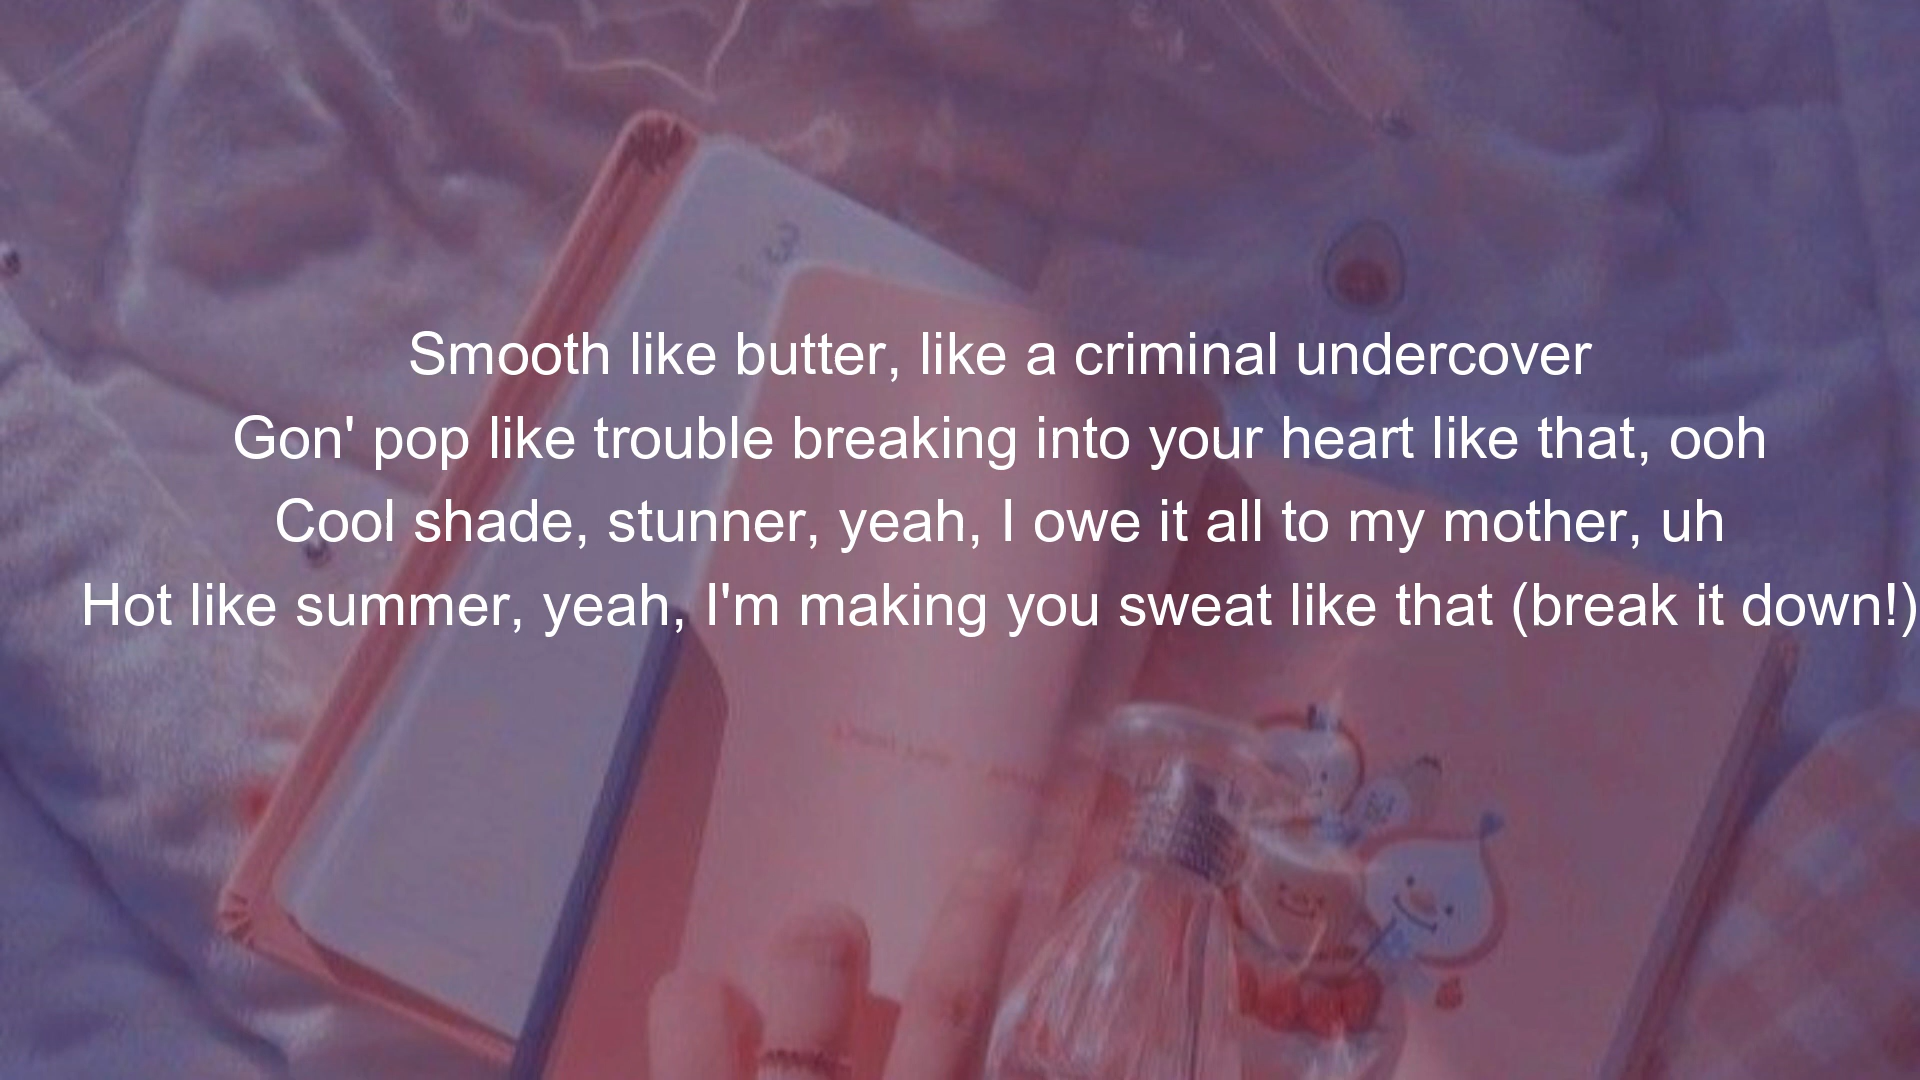 3
Smooth like butter, like a criminal undercover
Gon' pop like trouble breaking into your heart like that, ooh
Cool shade, stunner, yeah, I owe it all to my mother, uh
Hot like summer, yeah, I'm making you sweat like that (break it down!)